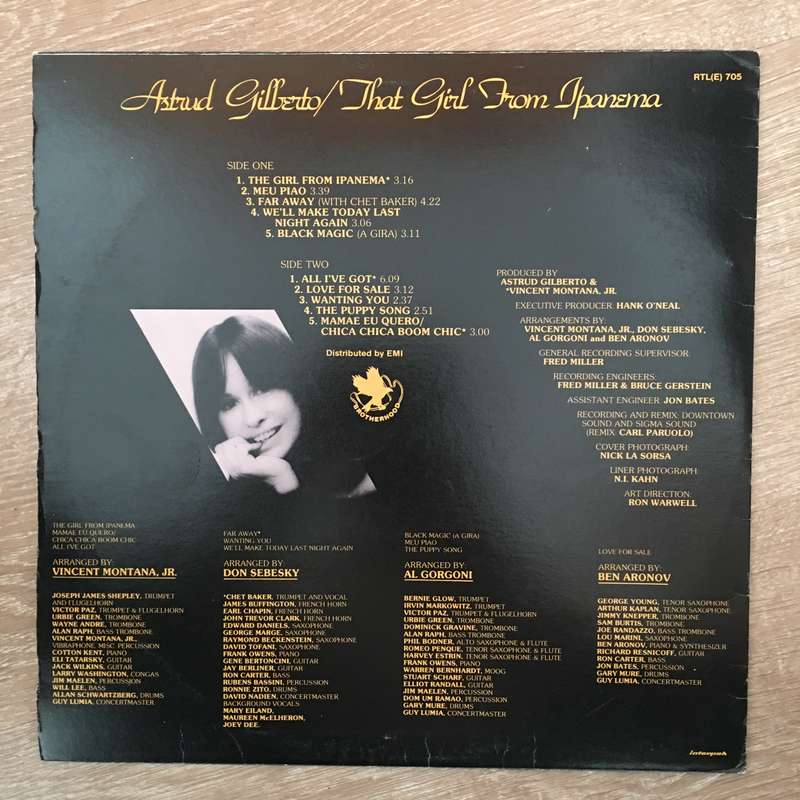 RTL(E) 705
Astrud Gilberto/That Girl From Ipanema
SIDE ONE
1. THE GIRL FROM IPANEMA* 3.16
2. MEU PIAO 3.39
3. FAR AWAY (WITH CHET BAKER) 4.22
4. WE'LL MAKE TODAY LAST
NIGHT AGAIN 3.06
5. BLACK MAGIC (A GIRA) 3.11
SIDE TWO
1. ALL I'VE GOT* 6.09
2. LOVE FOR SALE 3.12
3. WANTING YOU 2.37
4. THE PUPPY SONG 2.51
5. MAMAE EU QUERO/
CHICA CHICA BOOM CHIC* 3.00
Distributed by EMI
BROTHERHOOD
PRODUCED BY
ASTRUD GILBERTO &
*VINCENT MONTANA, JR.
EXECUTIVE PRODUCER: HANK O'NEAL
ARRANGEMENTS BY:
VINCENT MONTANA, JR., DON SEBESKY,
AL GORGONI and BEN ARONOV
GENERAL RECORDING SUPERVISOR:
FRED MILLER
RECORDING ENGINEERS:
FRED MILLER & BRUCE GERSTEIN
ASSISTANT ENGINEER: JON BATES
RECORDING AND REMIX: DOWNTOWN
SOUND AND SIGMA SOUND
(REMIX: CARL PARUOLO)
COVER PHOTOGRAPH:
NICK LA SORSA
LINER PHOTOGRAPH:
N.I. KAHN
ART DIRECTION:
RON WARWELL
THE GIRL FROM IPANEMA
MAMAE EU QUERO/
CHICA CHICA BOOM CHIC
ALL I'VE GOT
ARRANGED BY:
VINCENT MONTANA, JR.
JOSEPH JAMES SHEPLEY, TRUMPET
AND FLUGELHORN
VICTOR PAZ, TRUMPET & FLUGELHORN
URBIE GREEN, TROMBONE
WAYNE ANDRE, TROMBONE
ALAN RAPH, BASS TROMBONE
VINCENT MONTANA, JR.,
VIBRAPHONE, MISC. PERCUSSION
COTTON KENT, PIANO
ELI TATARSKY, GUITAR
JACK WILKINS, GUITAR
LARRY WASHINGTON, CONGAS
JIM MAELEN, PERCUSSION
WILL LEE, BASS
ALLAN SCHWARTZBERG, DRUMS
GUY LUMIA, CONCERTMASTER
FAR AWAY*
WANTING YOU
WE'LL MAKE TODAY LAST NIGHT AGAIN
ARRANGED BY:
DON SEBESKY
*CHET BAKER, TRUMPET AND VOCAL
JAMES BUFFINGTON, FRENCH HORN
EARL CHAPIN, FRENCH HORN
JOHN TREVOR CLARK, FRENCH HORN
EDWARD DANIELS, SAXOPHONE
GEORGE MARGE, SAXOPHONE
RAYMOND BECKENSTEIN, SAXOPHONE
DAVID TOFANI, SAXOPHONE
FRANK OWENS, PIANO
GENE BERTONCINI, GUITAR
JAY BERLINER, GUITAR
RON CARTER, BASS
RUBENS BASSINI, PERCUSSION
RONNIE ZITO, DRUMS
DAVID NADIEN, CONCERTMASTER
BACKGROUND VOCALS
MARY EILAND,
MAUREEN McELHERON,
JOEY DEE.
BLACK MAGIC (A GIRA)
MEU PIAO
THE PUPPY SONG
ARRANGED BY:
AL GORGONI
BERNIE GLOW, TRUMPET
IRVIN MARKOWITZ, TRUMPET
VICTOR PAZ, TRUMPET & FLUGELHORN
URBIE GREEN, TROMBONE
DOMINICK GRAVINE, TROMBONE
ALAN RAPH, BASS TROMBONE
PHIL BODNER, ALTO SAXOPHONE & FLUTE
ROMEO PENQUE, TENOR SAXOPHONE & FLUTE
HARVEY ESTRIN, TENOR SAXOPHONE & FLUTE
FRANK OWENS, PIANO
WARREN BERNHARDT, MOOG
STUART SCHARF, GUITAR
ELLIOT RANDALL, GUITAR
JIM MAELEN, PERCUSSION
DOM UM RAMAO, PERCUSSION
GARY MURE, DRUMS
GUY LUMIA, CONCERTMASTER
LOVE FOR SALE
ARRANGED BY:
BEN ARONOV
GEORGE YOUNG, TENOR SAXOPHONE
ARTHUR KAPLAN, TENOR SAXOPHONE
JIMMY KNEPPER, TROMBONE
SAM BURTIS, TROMBONE
JOE RANDAZZO, BASS TROMBONE
LOU MARINI, SAXOPHONE
BEN ARONOV, PIANO & SYNTHESIZER
RICHARD RESNICOFF, GUITAR
RON CARTER, BASS
JON BATES, PERCUSSION
GARY MURE, DRUMS
GUY LUMIA, CONCERTMASTER
interpak